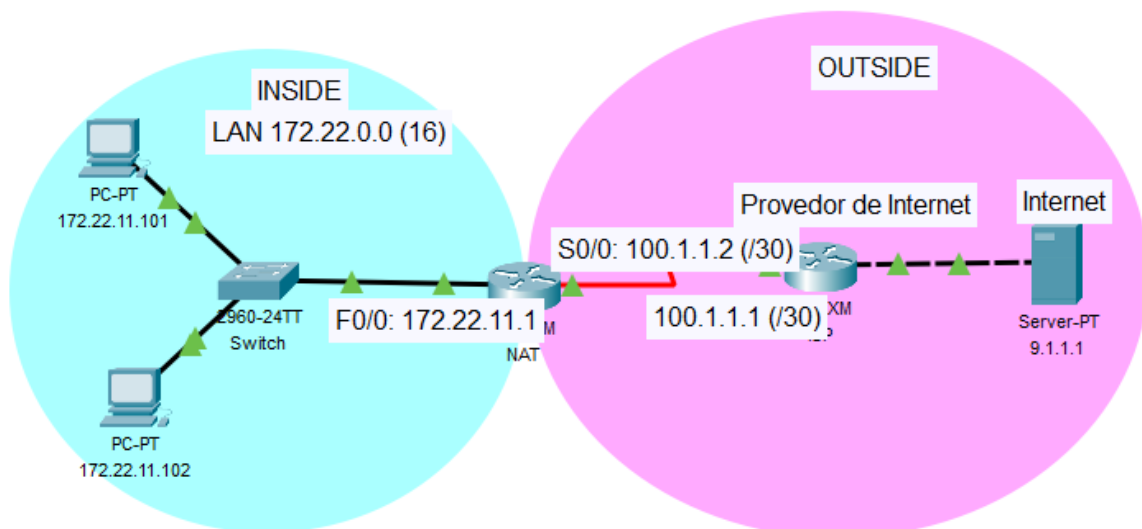 INSIDE
LAN 172.22.0.0 (16)
PC-PT
172.22.11.101
2960-24TT
Switch
PC-PT
172.22.11.102
F0/0: 172.22.11.1
NAT
OUTSIDE
Provedor de Internet
Internet
S0/0: 100.1.1.2 (/30)
100.1.1.1 (/30)
XM
Server-PT
9.1.1.1